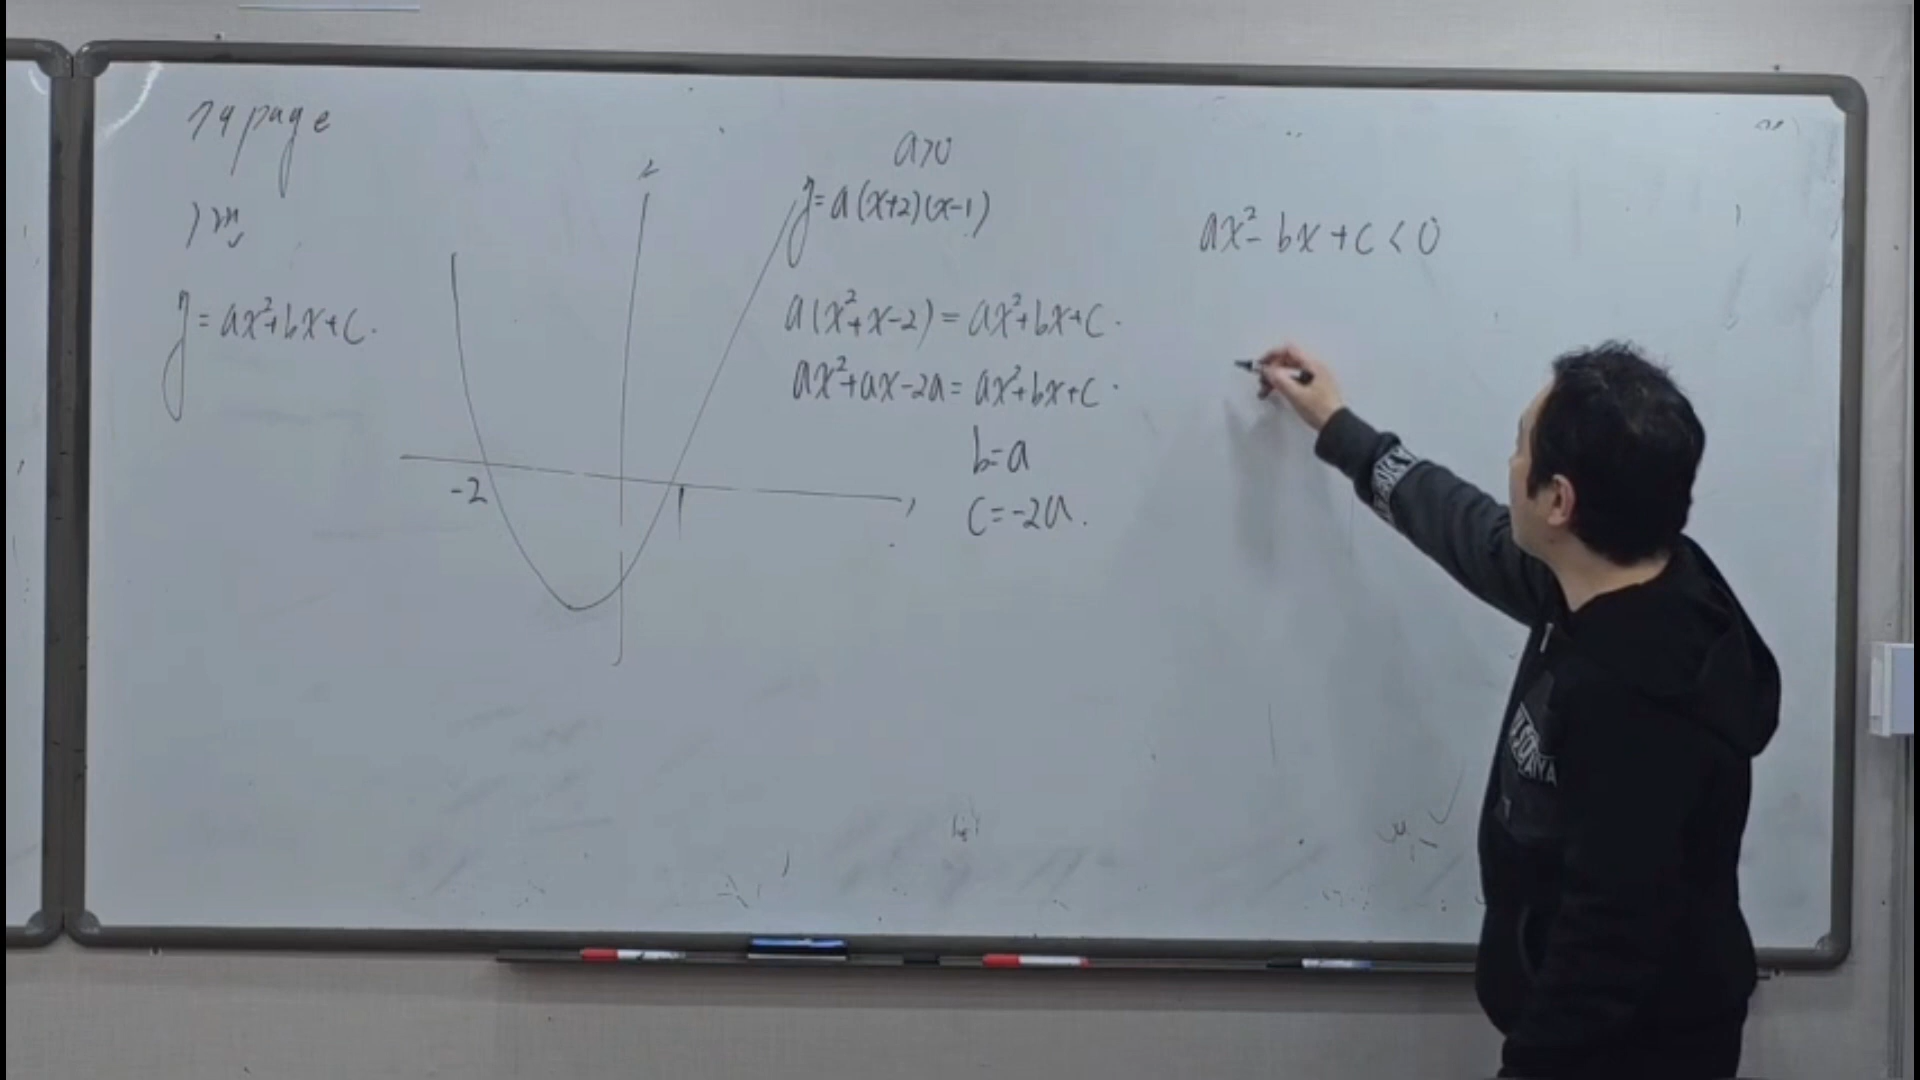 page
y=ax²+bx+c.
-2
1
a>0
y=a(x+2)(x-1)
a(x²+x-2)=ax²+bx+c.
ax²+ax-2a=ax²+bx+c.
b=a
c=-2a.
ax²-bx+c<0